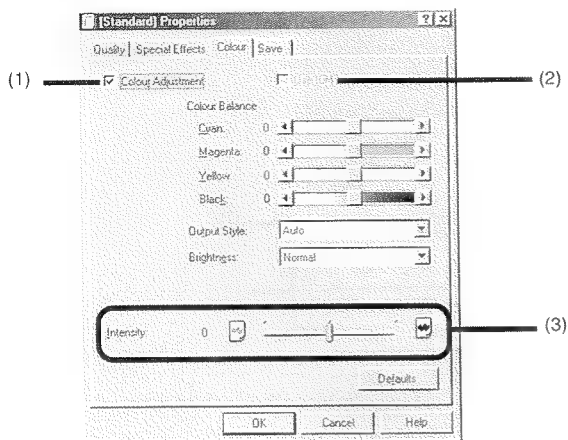 [Standard] Properties
Quality Special Effects Colour Save
(1) Colour Adjustment (2)
Colour Balance
Cyan: 0
Magenta: 0
Yellow: 0
Black: 0
Output Style: Auto
Brightness: Normal
Intensity: 0 (3)
Defaults
OK Cancel Help